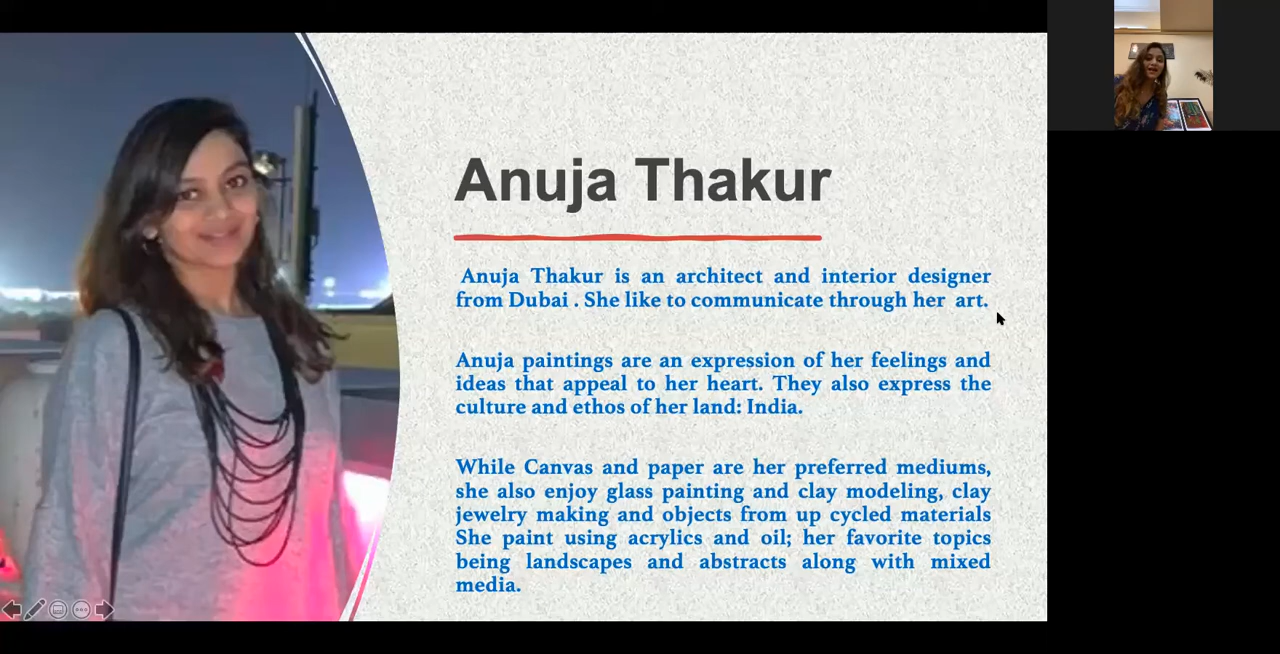 Anuja Thakur
Anuja Thakur is an architect and interior designer
from Dubai . She like to communicate through her art.
Anuja paintings are an expression of her feelings and
ideas that appeal to her heart. They also express the
culture and ethos of her land: India.
While Canvas and paper are her preferred mediums,
she also enjoy glass painting and clay modeling, clay
jewelry making and objects from up cycled materials
She paint using acrylics and oil; her favorite topics
being landscapes and abstracts along with mixed
media.